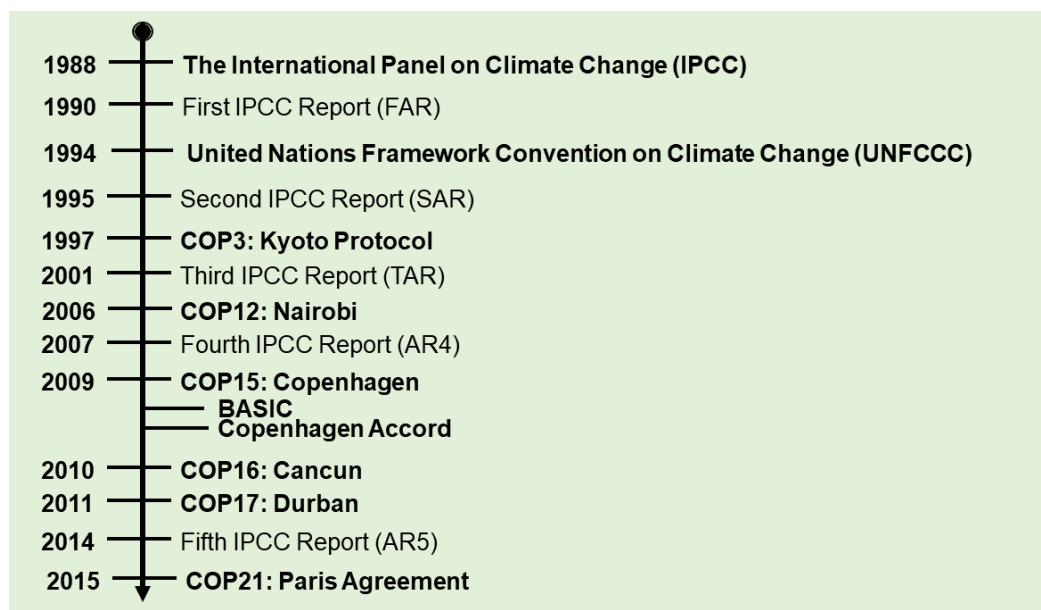 1988 The International Panel on Climate Change (IPCC)
1990 First IPCC Report (FAR)
1994 United Nations Framework Convention on Climate Change (UNFCCC)
1995 Second IPCC Report (SAR)
1997 COP3: Kyoto Protocol
2001 Third IPCC Report (TAR)
2006 COP12: Nairobi
2007 Fourth IPCC Report (AR4)
2009 COP15: Copenhagen
BASIC
Copenhagen Accord
2010 COP16: Cancun
2011 COP17: Durban
2014 Fifth IPCC Report (AR5)
2015 COP21: Paris Agreement